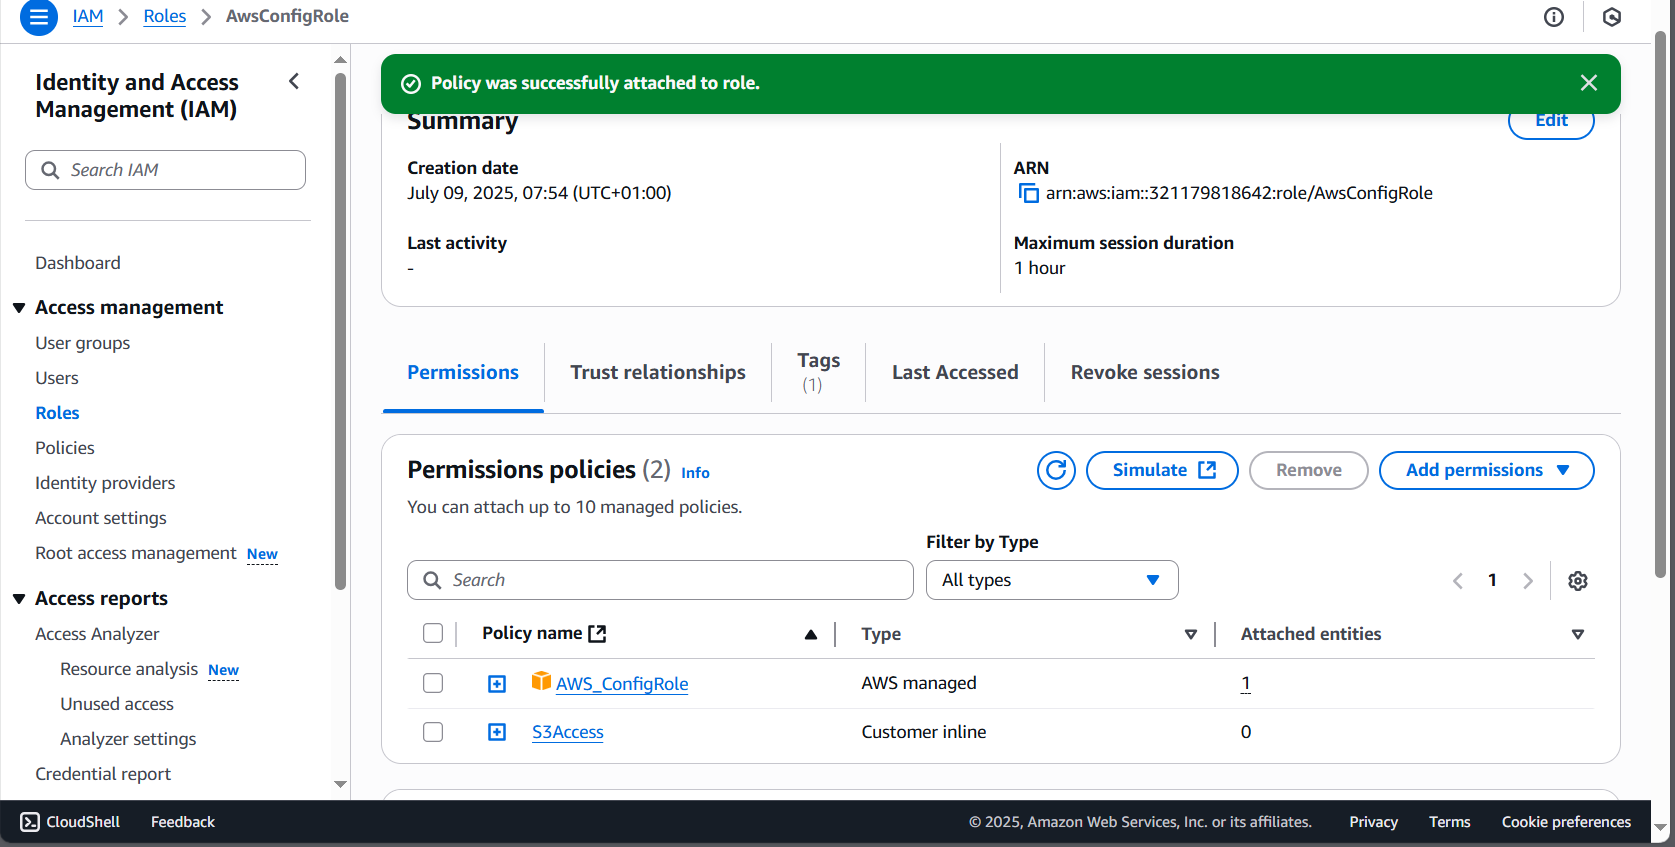 IAM > Roles > AwsConfigRole
Identity and Access
Management (IAM)
Search IAM
Dashboard
Access management
User groups
Users
Roles
Policies
Identity providers
Account settings
Root access management New
Access reports
Access Analyzer
Resource analysis New
Unused access
Analyzer settings
Credential report
Policy was successfully attached to role.
Summary
Edit
Creation date
July 09, 2025, 07:54 (UTC+01:00)
ARN
arn:aws:iam::321179818642:role/AwsConfigRole
Last activity
-
Maximum session duration
1 hour
Permissions
Trust relationships
Tags
(1)
Last Accessed
Revoke sessions
Permissions policies (2) Info
Simulate
Remove
Add permissions
You can attach up to 10 managed policies.
Filter by Type
Search
All types
1
Policy name Type Attached entities
AWS_ConfigRole AWS managed 1
S3Access Customer inline 0
CloudShell Feedback © 2025, Amazon Web Services, Inc. or its affiliates. Privacy Terms Cookie preferences